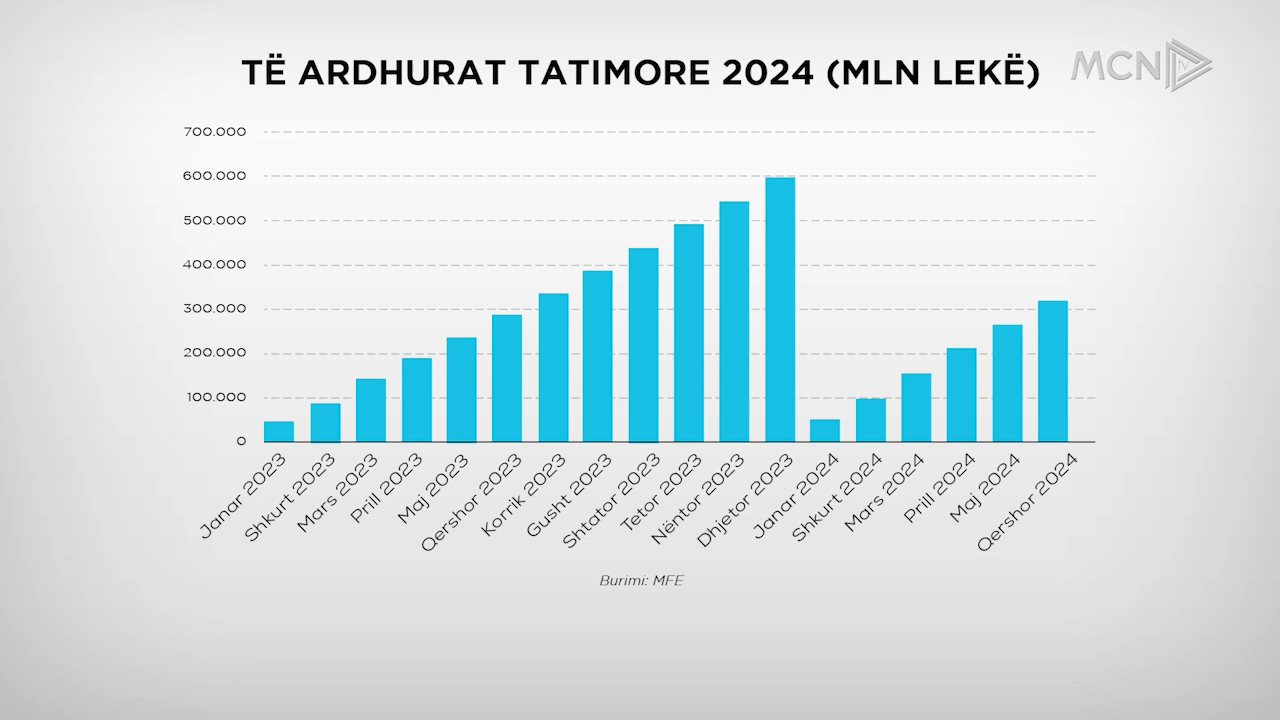 TË ARDHURAT TATIMORE 2024 (MLN LEKË)
MCN TV
700.000
600.000
500.000
400.000
300.000
200.000
100.000
0
Janar 2023
Shkurt 2023
Mars 2023
Prill 2023
Maj 2023
Qershor 2023
Korrik 2023
Gusht 2023
Shtator 2023
Tetor 2023
Nëntor 2023
Dhjetor 2023
Janar 2024
Shkurt 2024
Mars 2024
Prill 2024
Maj 2024
Qershor 2024
Burimi: MFE